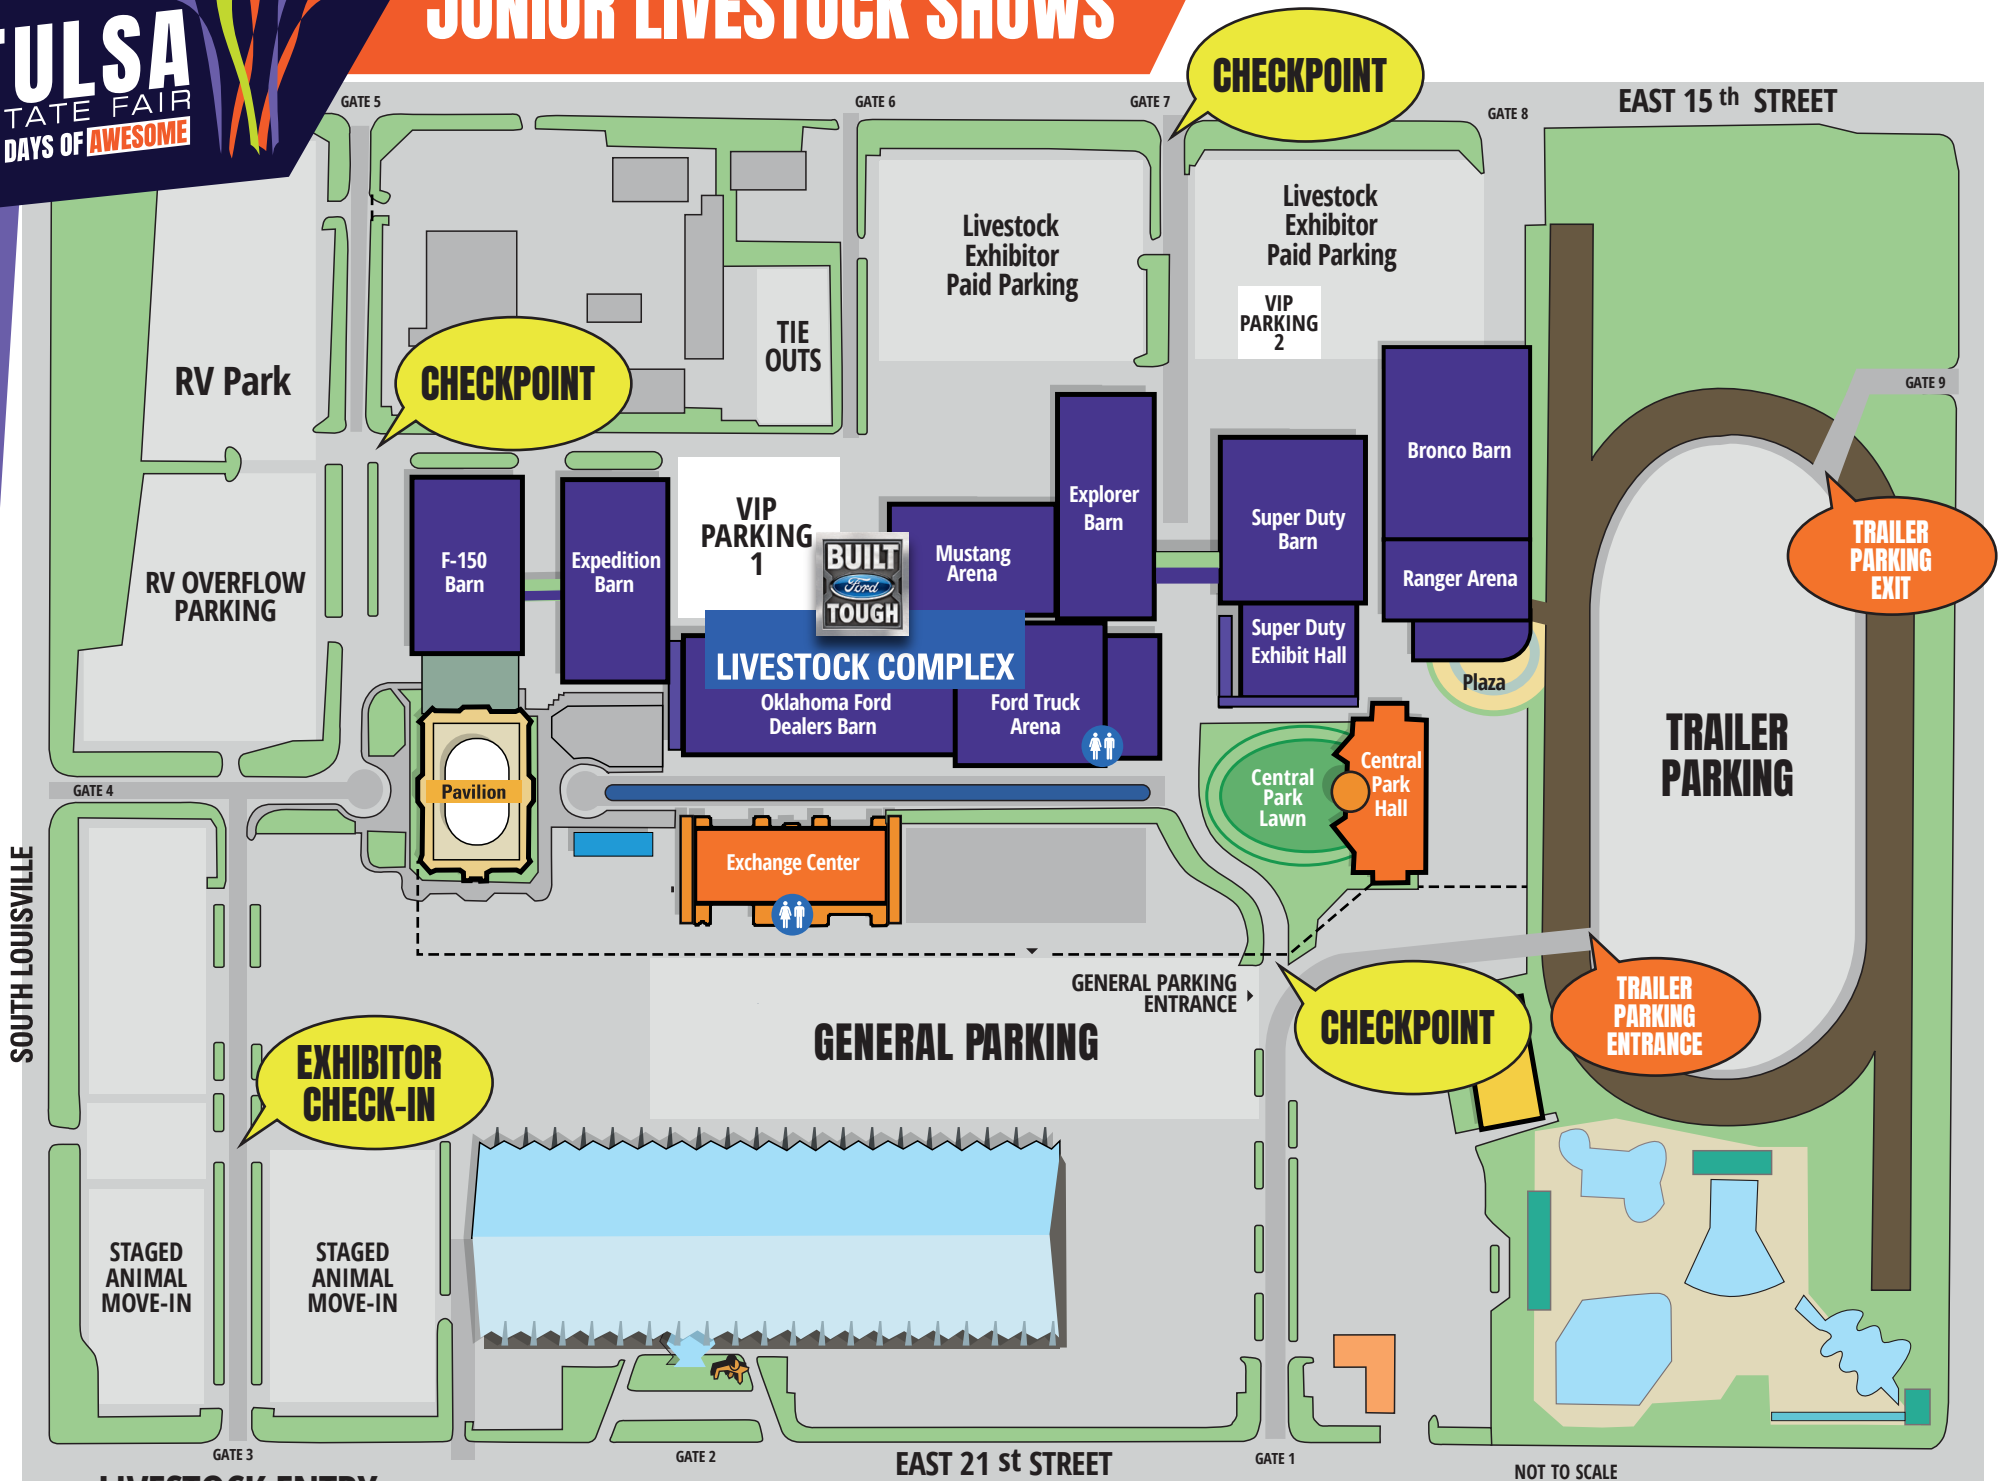 JUNIOR LIVESTOCK SHOWS
TULSA
STATE FAIR
DAYS OF AWESOME
CHECKPOINT
GATE 5
GATE 6
GATE 7
GATE 8
EAST 15 th STREET
Livestock
Exhibitor
Paid Parking
Livestock
Exhibitor
Paid Parking
VIP
PARKING
2
TIE
OUTS
RV Park
CHECKPOINT
GATE 9
Bronco Barn
Explorer
Barn
Super Duty
Barn
VIP
PARKING
1
F-150
Barn
Expedition
Barn
Mustang
Arena
BUILT
Ford
TOUGH
Ranger Arena
TRAILER
PARKING
EXIT
RV OVERFLOW
PARKING
Super Duty
Exhibit Hall
LIVESTOCK COMPLEX
Plaza
Oklahoma Ford
Dealers Barn
Ford Truck
Arena
TRAILER
PARKING
GATE 4
Pavilion
Central
Park
Lawn
Central
Park
Hall
Exchange Center
SOUTH LOUISVILLE
GENERAL PARKING
ENTRANCE
GENERAL PARKING
CHECKPOINT
TRAILER
PARKING
ENTRANCE
EXHIBITOR
CHECK-IN
STAGED
ANIMAL
MOVE-IN
STAGED
ANIMAL
MOVE-IN
GATE 3
GATE 2
EAST 21 st STREET
GATE 1
NOT TO SCALE
LIVESTOCK ENTRY